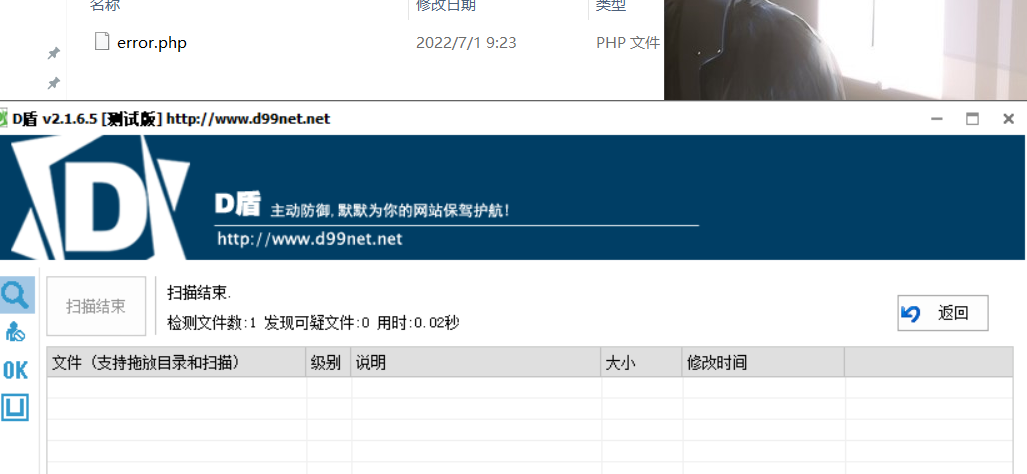 名称 修改日期 类型
error.php 2022/7/1 9:23 PHP 文件
D盾 v2.1.6.5 [测试版] http://www.d99net.net
D盾 主动防御,默默为你的网站保驾护航!
http://www.d99net.net
扫描结束
扫描结束.
检测文件数:1 发现可疑文件:0 用时:0.02秒
返回
OK
文件（支持拖放目录和扫描） 级别 说明 大小 修改时间